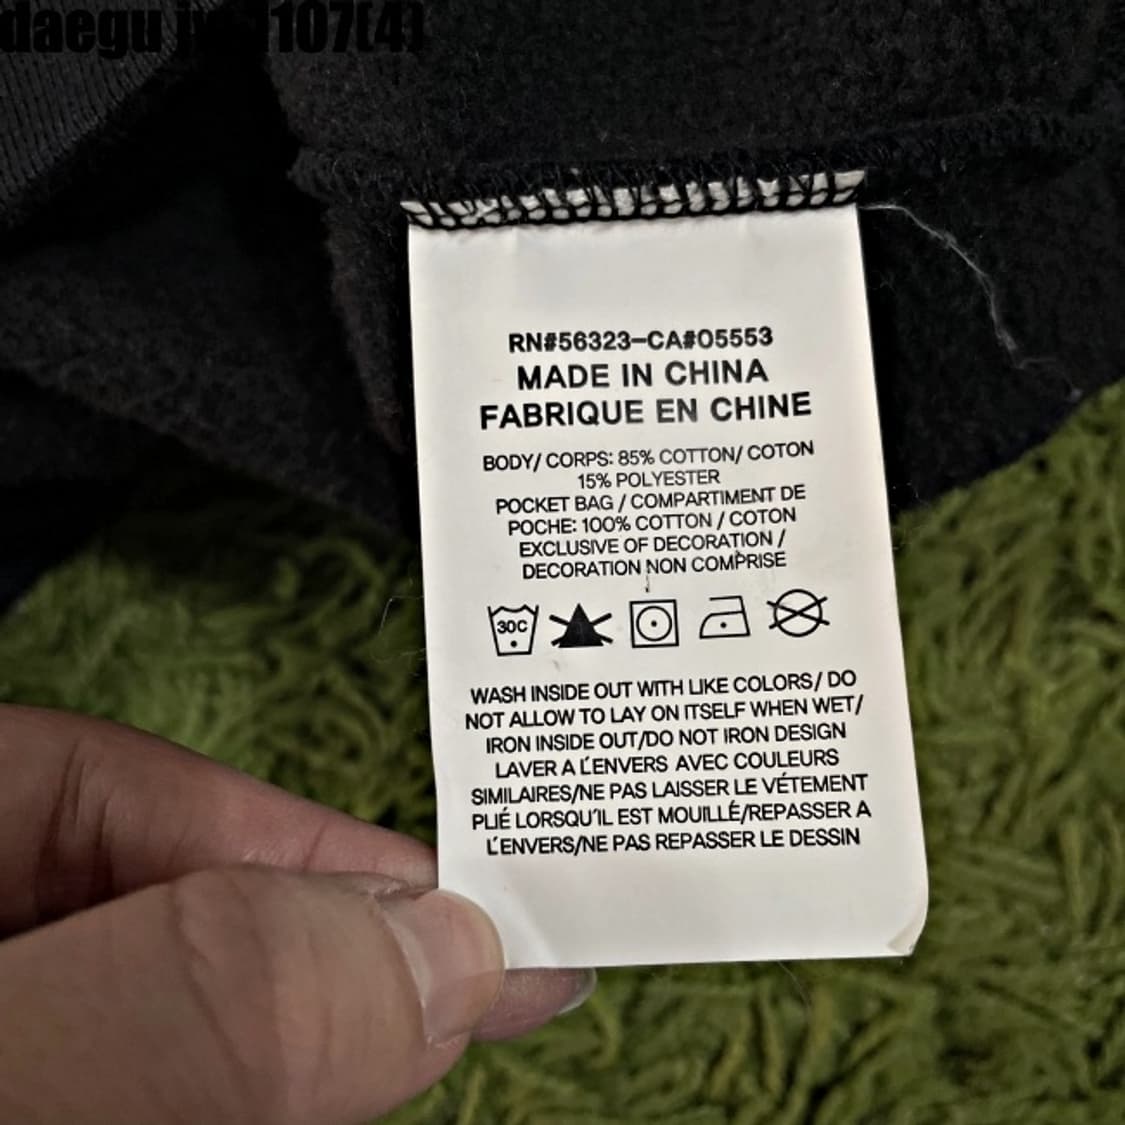 daegu 1107(4)
RN#56323-CA#05553
MADE IN CHINA
FABRIQUE EN CHINE
BODY/ CORPS: 85% COTTON/ COTON
15% POLYESTER
POCKET BAG / COMPARTIMENT DE
POCHE: 100% COTTON / COTON
EXCLUSIVE OF DECORATION /
DECORATION NON COMPRISE
30C
WASH INSIDE OUT WITH LIKE COLORS/ DO
NOT ALLOW TO LAY ON ITSELF WHEN WET/
IRON INSIDE OUT/DO NOT IRON DESIGN
LAVER A L'ENVERS AVEC COULEURS
SIMILAIRES/NE PAS LAISSER LE VÉTEMENT
PLIÉ LORSQU'IL EST MOUILLÉ/REPASSER A
L'ENVERS/NE PAS REPASSER LE DESSIN